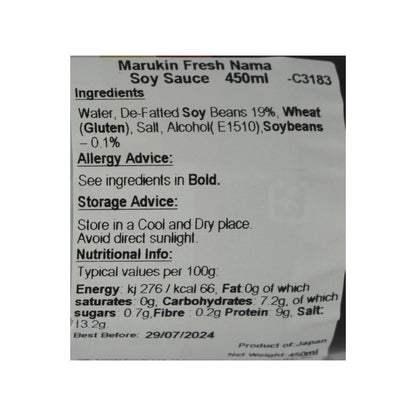 Marukin Fresh Nama
Soy Sauce 450ml -C3183
Ingredients
Water, De-Fatted Soy Beans 19%, Wheat
(Gluten), Salt, Alcohol( E1510),Soybeans
– 0.1%
Allergy Advice:
See ingredients in Bold.
Storage Advice:
Store in a Cool and Dry place.
Avoid direct sunlight.
Nutritional Info:
Typical values per 100g:
Energy: kj 276 / kcal 66, Fat:0g of which
saturates : 0g, Carbohydrates : 7.2g, of which
sugars : 0.7g,Fibre : 0.2g Protein : 9g, Salt:
13.2g
Best Before: 29/07/2024
Product of:Japan
Net Weight 450ml